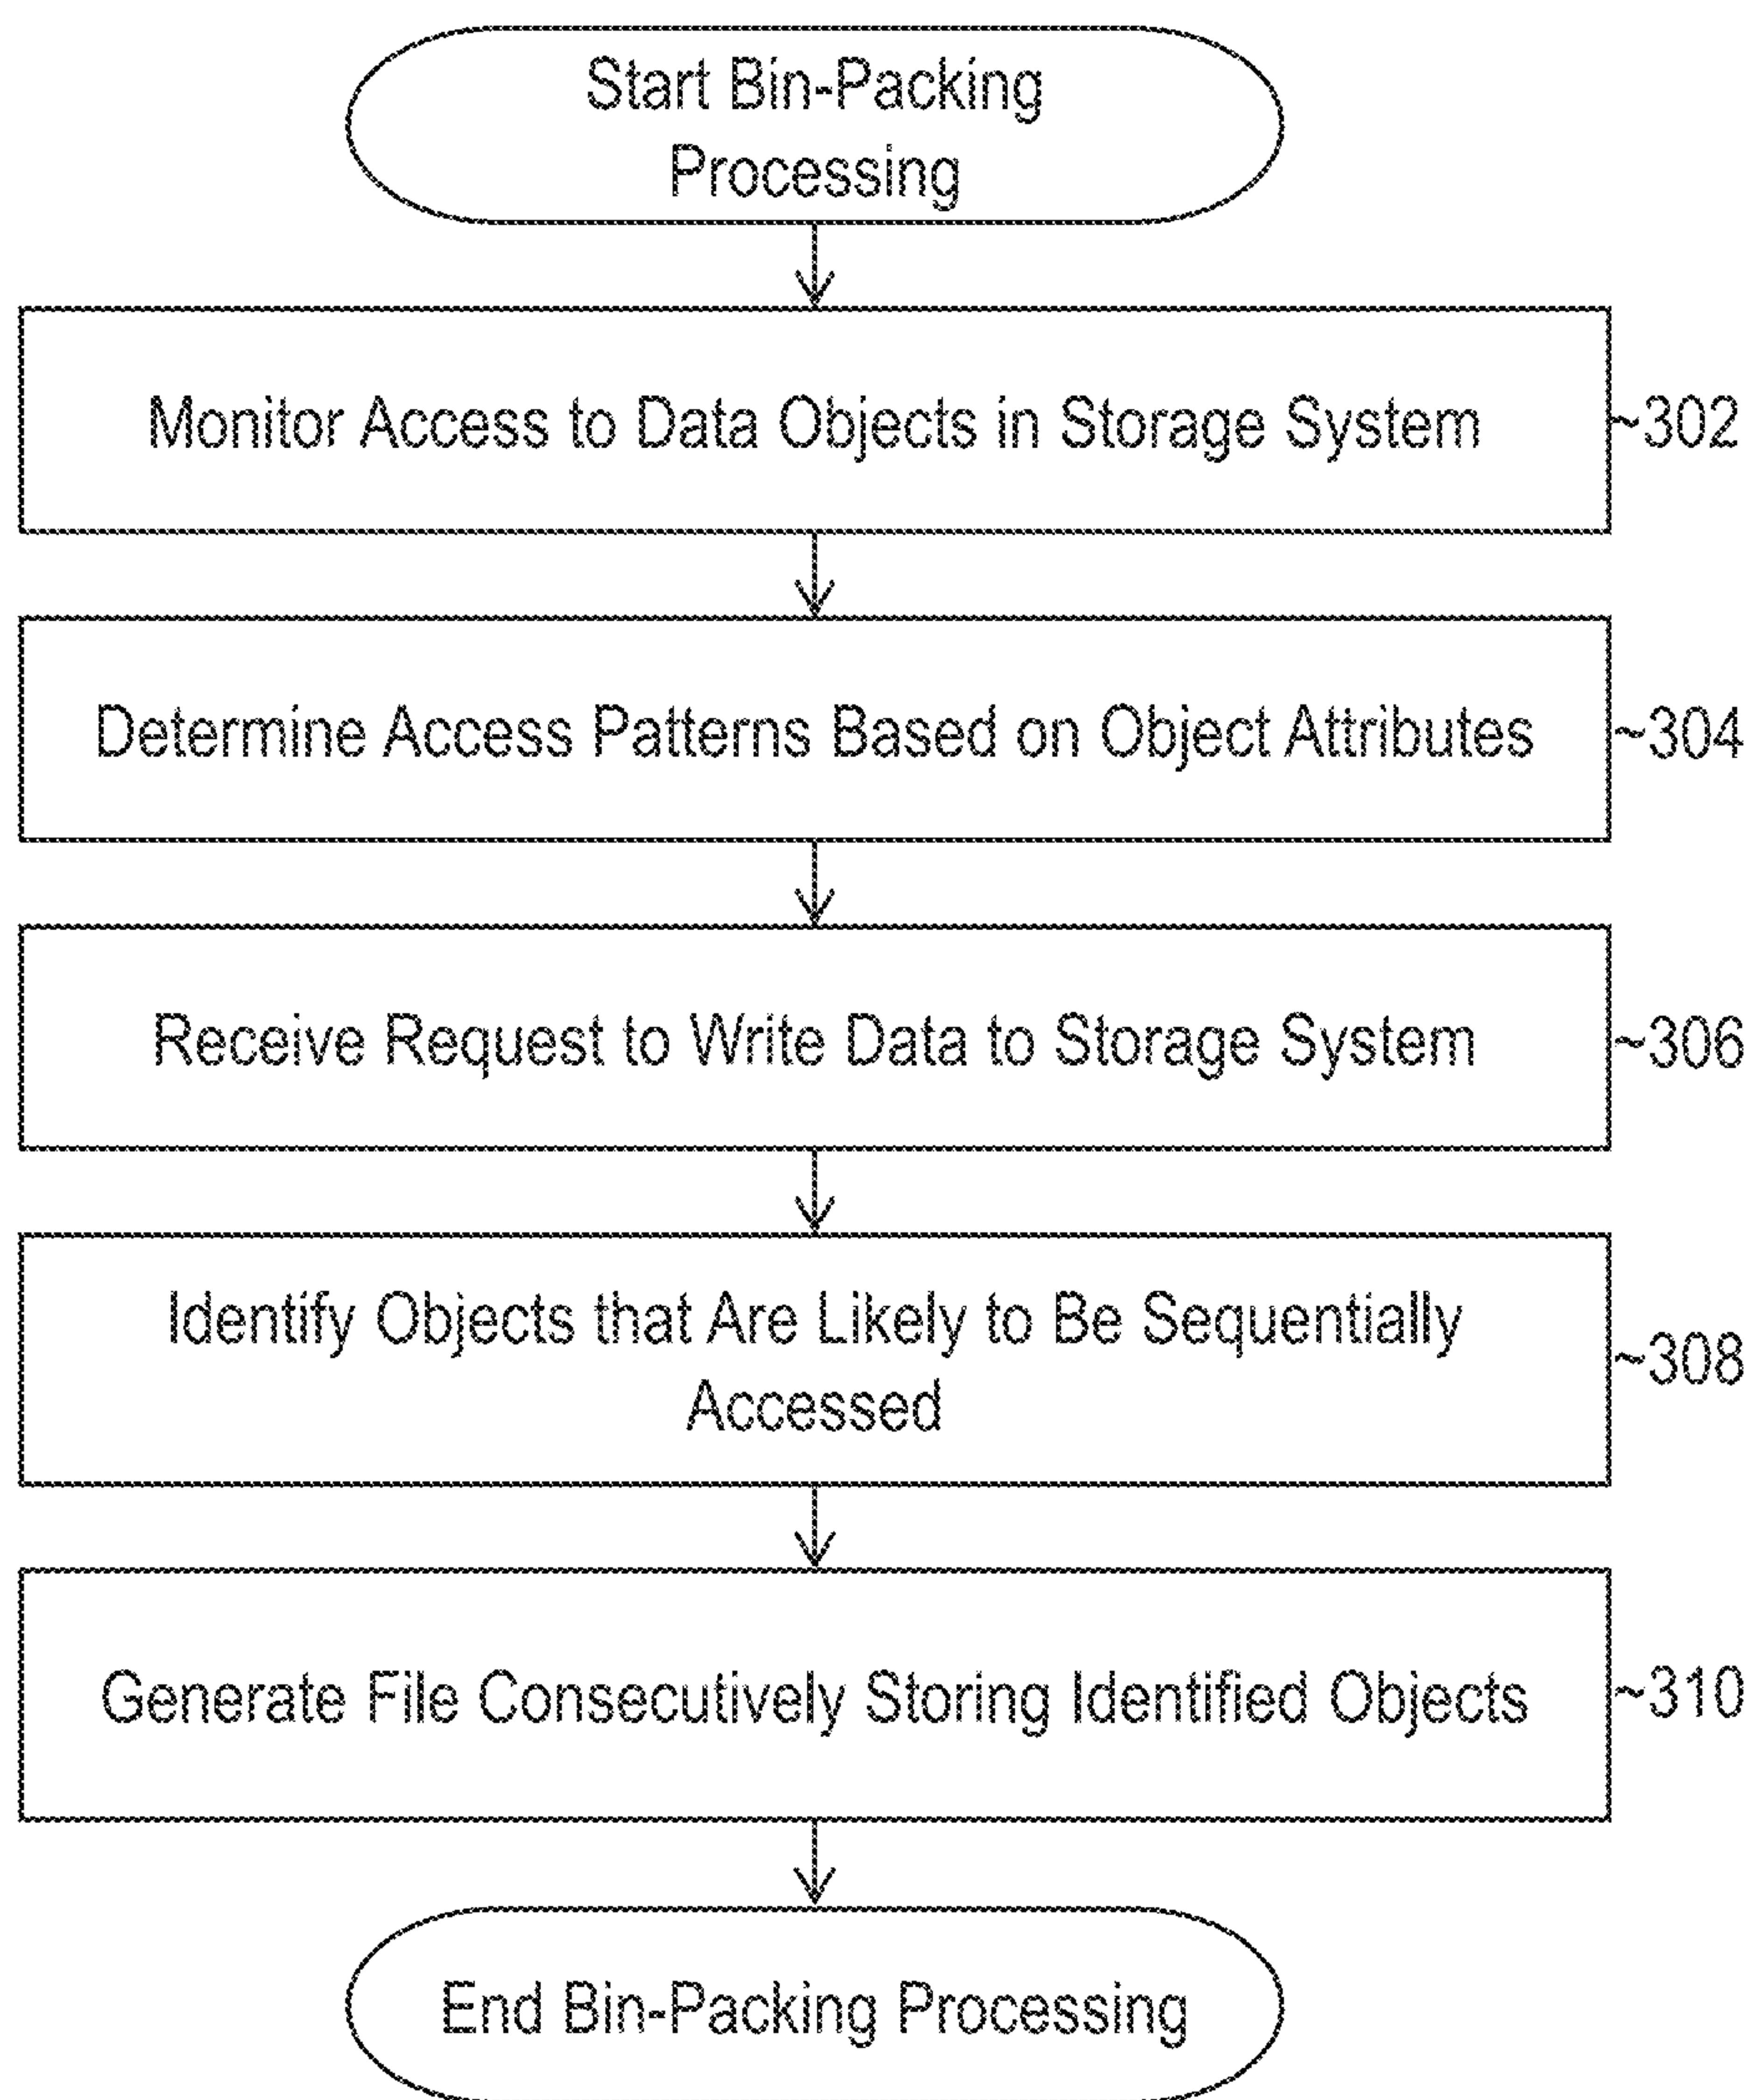 Start Bin-Packing
Processing
Monitor Access to Data Objects in Storage System
~302
Determine Access Patterns Based on Object Attributes
~304
Receive Request to Write Data to Storage System
~306
Identify Objects that Are Likely to Be Sequentially
Accessed
~308
Generate File Consecutively Storing Identified Objects
~310
End Bin-Packing Processing